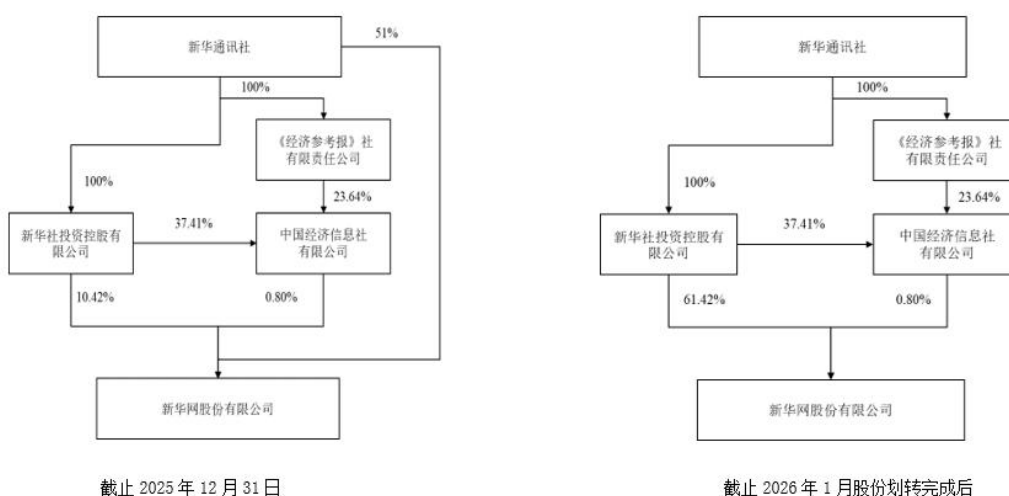 新华通讯社
51%
100%
《经济参考报》社
有限责任公司
100%
23.64%
新华社投资控股有
限公司
37.41%
中国经济信息社
有限公司
10.42%
0.80%
新华网股份有限公司
截止 2025 年 12 月 31 日
新华通讯社
100%
《经济参考报》社
有限责任公司
100%
23.64%
新华社投资控股有
限公司
37.41%
中国经济信息社
有限公司
61.42%
0.80%
新华网股份有限公司
截止 2026 年 1 月股份划转完成后